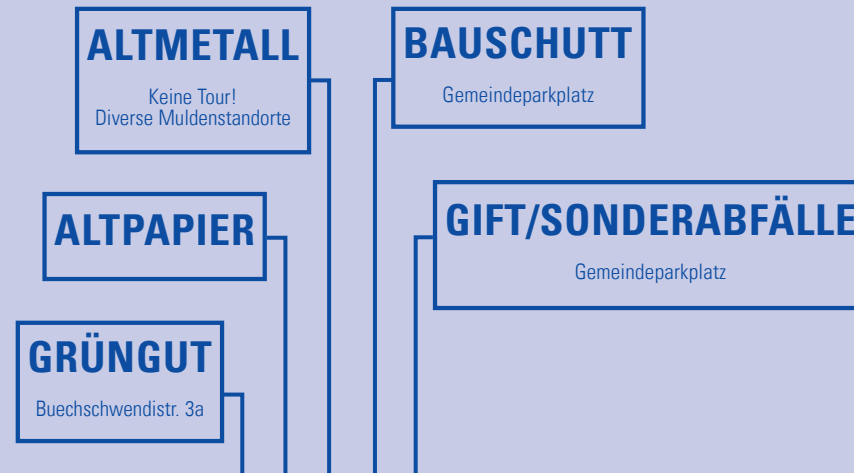 ALTMETALL
Keine Tour!
Diverse Muldenstandorte
BAUSCHUTT
Gemeindeparkplatz
ALTPAPIER
GIFT/SONDERABFÄLLE
Gemeindeparkplatz
GRÜNGUT
Buechschwendistr. 3a